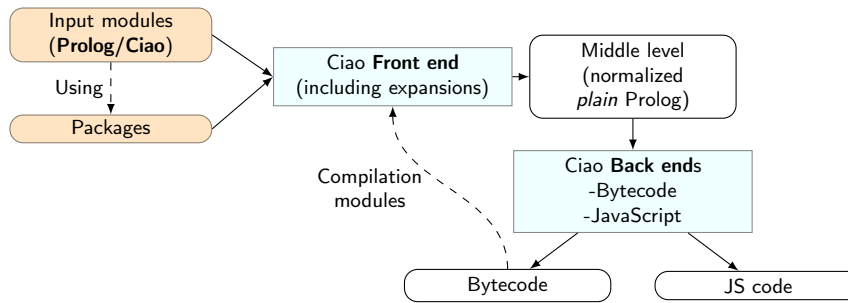 Input modules
(Prolog/Ciao)
Using
Packages
Ciao Front end
(including expansions)
Middle level
(normalized
plain Prolog)
Ciao Back ends
-Bytecode
-JavaScript
Compilation
modules
Bytecode
JS code